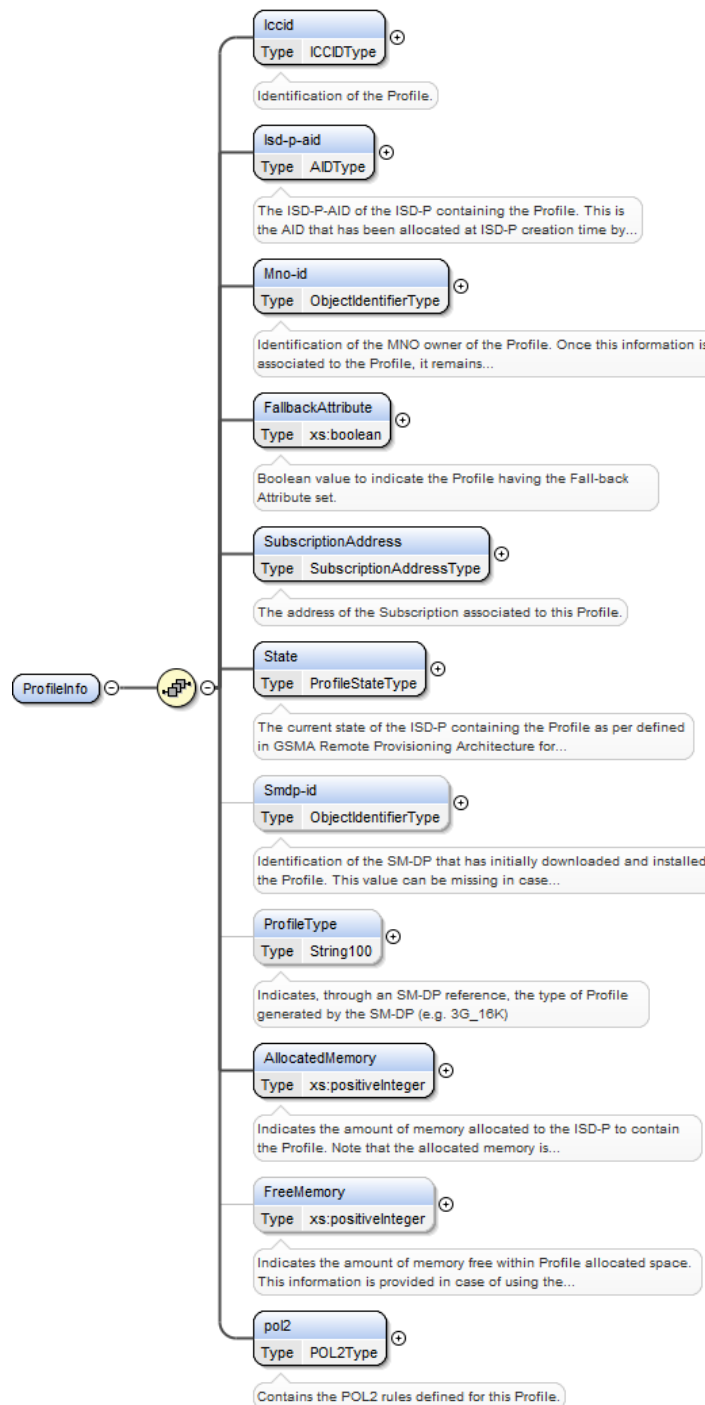 Iccid
Type ICCIDType
Identification of the Profile.
Isd-p-aid
Type AIDType
The ISD-P-AID of the ISD-P containing the Profile. This is
the AID that has been allocated at ISD-P creation time by...
Mno-id
Type ObjectIdentifierType
Identification of the MNO owner of the Profile. Once this information is
associated to the Profile, it remains...
FallbackAttribute
Type xs:boolean
Boolean value to indicate the Profile having the Fall-back
Attribute set.
SubscriptionAddress
Type SubscriptionAddressType
The address of the Subscription associated to this Profile.
ProfileInfo
State
Type ProfileStateType
The current state of the ISD-P containing the Profile as per defined
in GSMA Remote Provisioning Architecture for...
Smdp-id
Type ObjectIdentifierType
Identification of the SM-DP that has initially downloaded and installed
the Profile. This value can be missing in case...
ProfileType
Type String100
Indicates, through an SM-DP reference, the type of Profile
generated by the SM-DP (e.g. 3G_16K)
AllocatedMemory
Type xs:positiveInteger
Indicates the amount of memory allocated to the ISD-P to contain
the Profile. Note that the allocated memory is...
FreeMemory
Type xs:positiveInteger
Indicates the amount of memory free within Profile allocated space.
This information is provided in case of using the...
pol2
Type POL2Type
Contains the POL2 rules defined for this Profile.